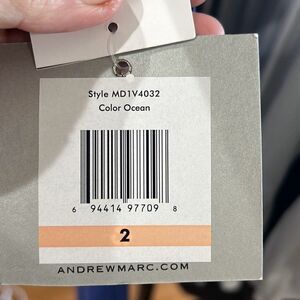 Style MD1V4032
Color Ocean
6 94414 97709 8
2
ANDREWMARC.COM